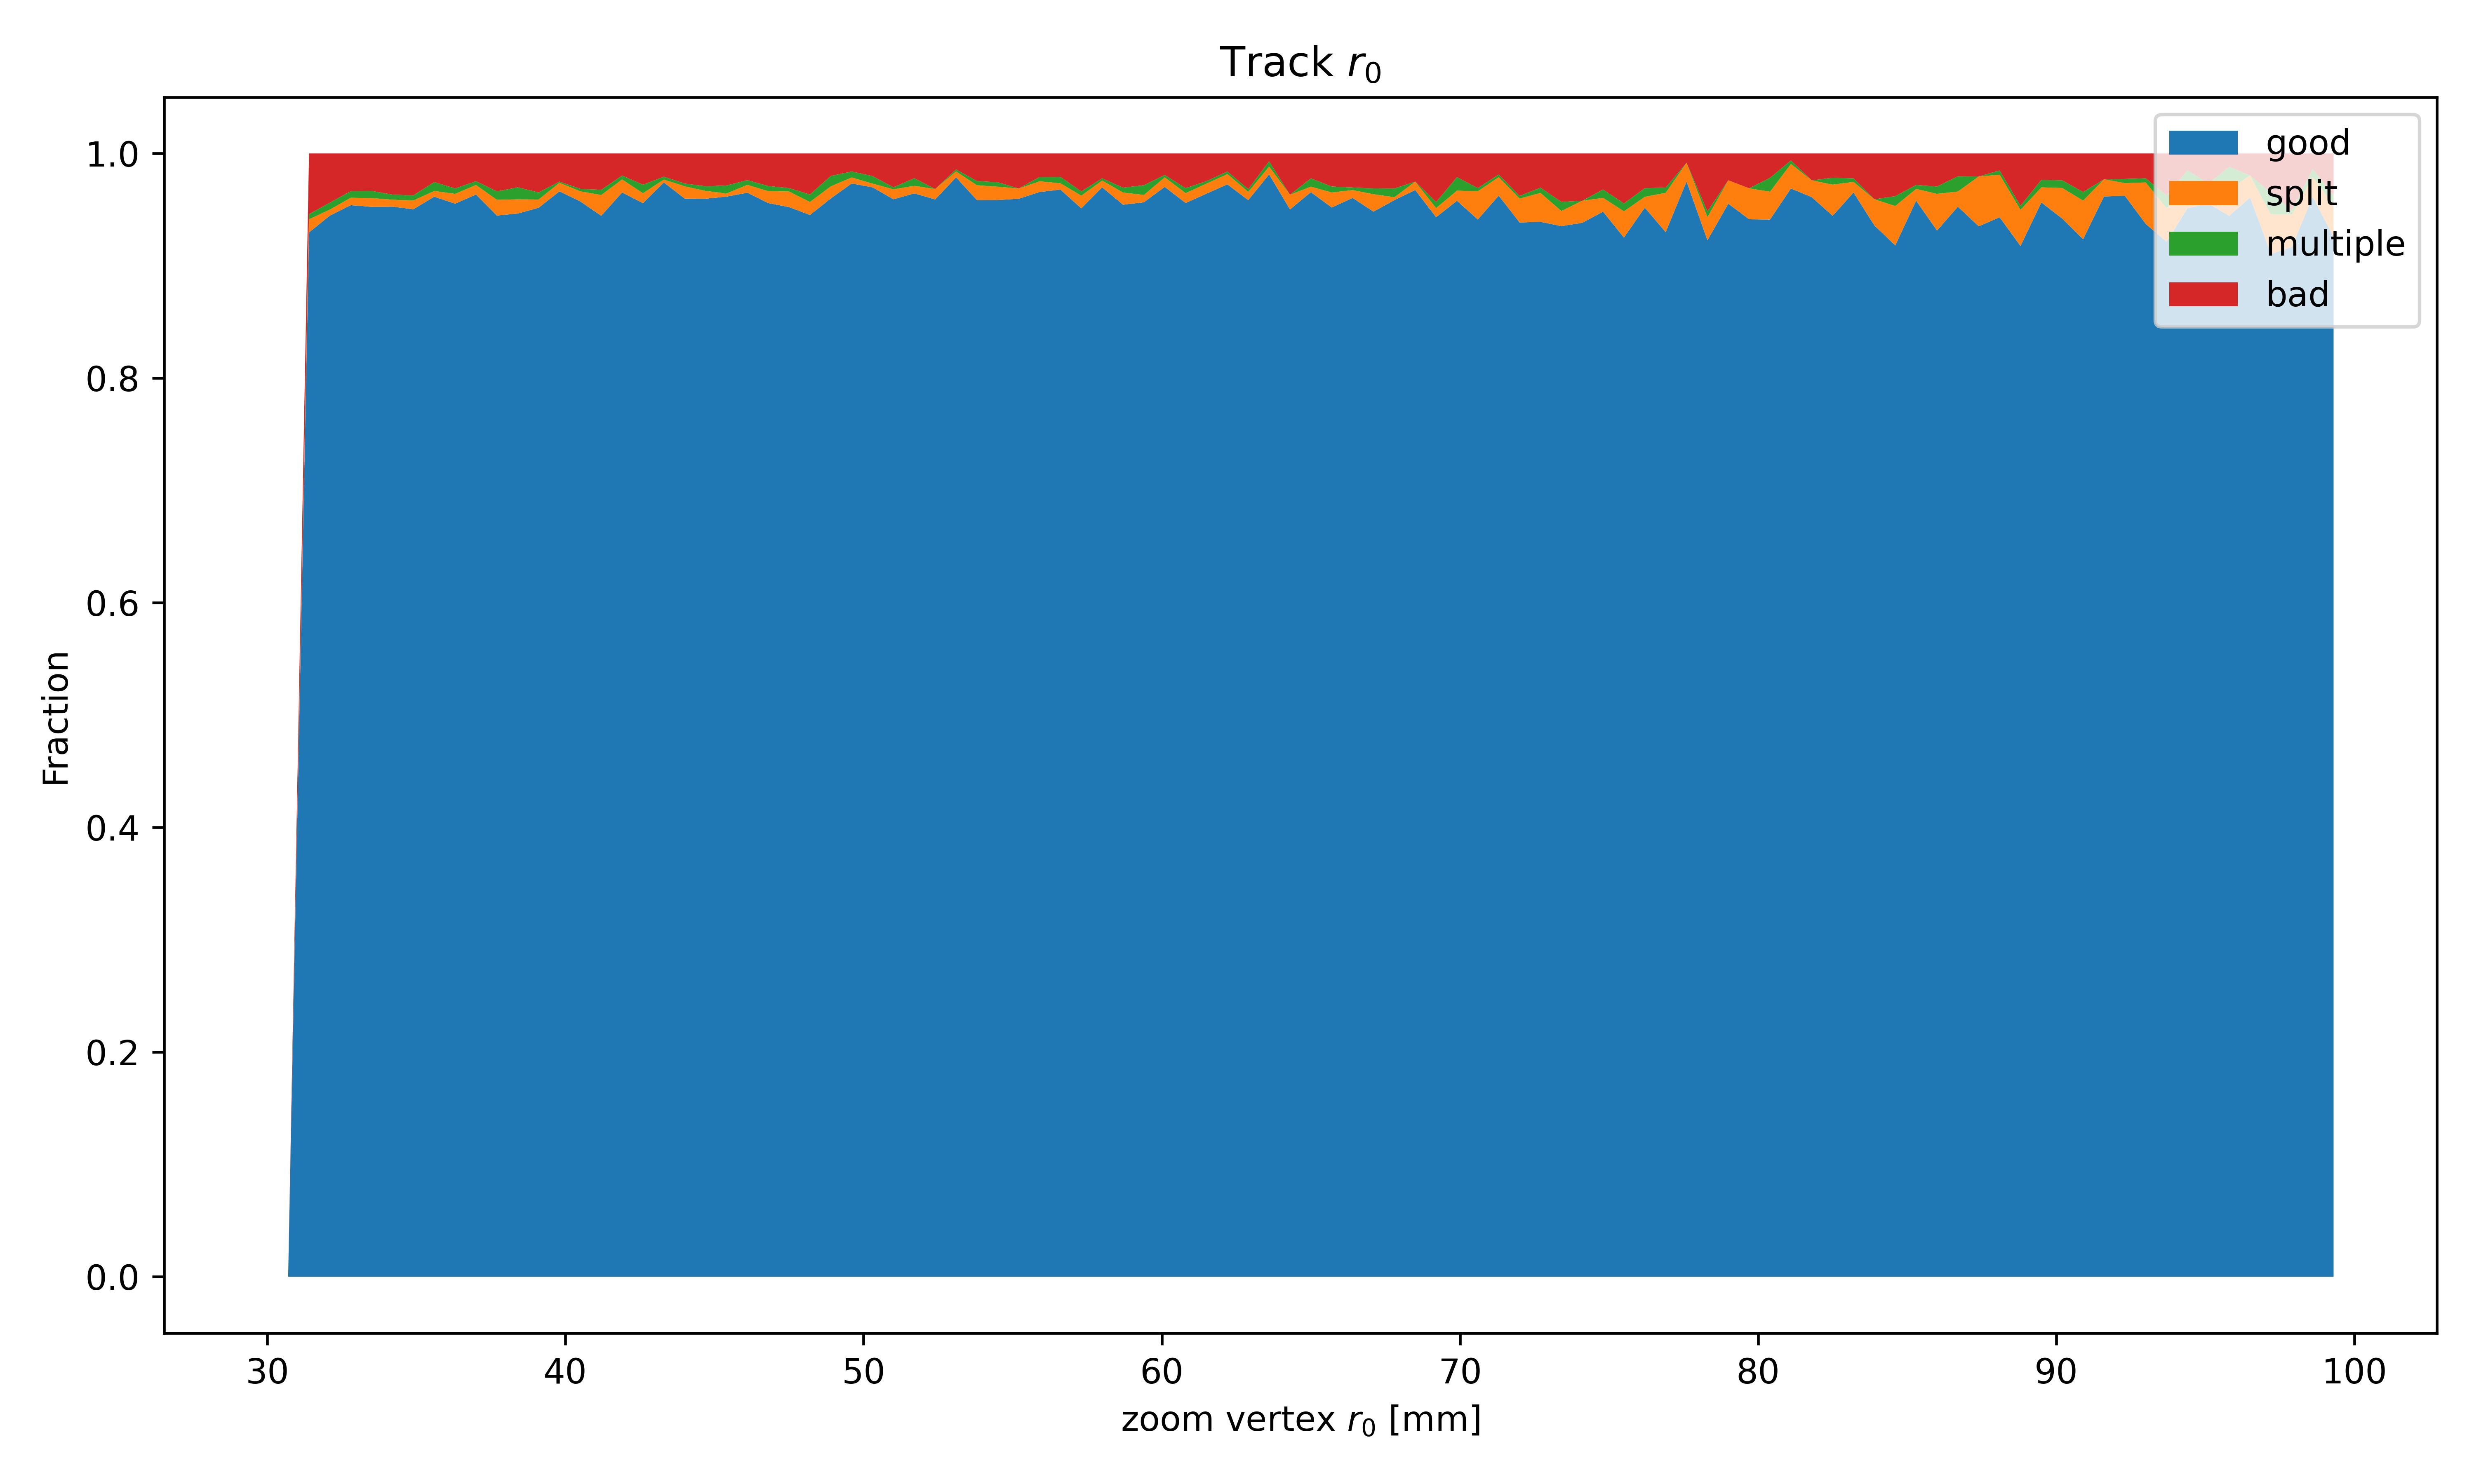 Track r₀
1.0
0.8
0.6
0.4
0.2
0.0
Fraction
good
split
multiple
bad
30 40 50 60 70 80 90 100
zoom vertex r₀ [mm]